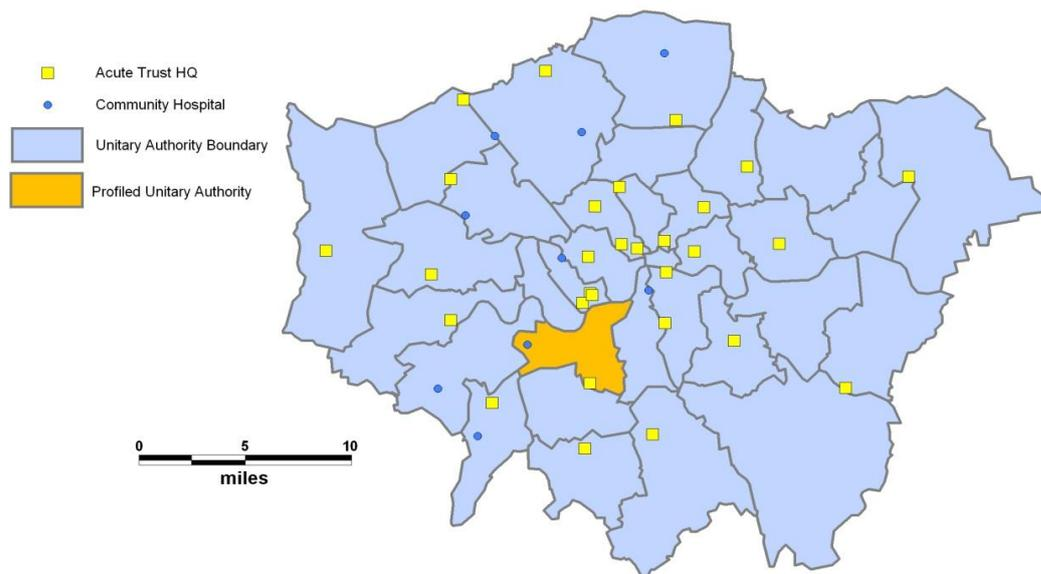 Acute Trust HQ
Community Hospital
Unitary Authority Boundary
Profiled Unitary Authority
0 5 10
miles